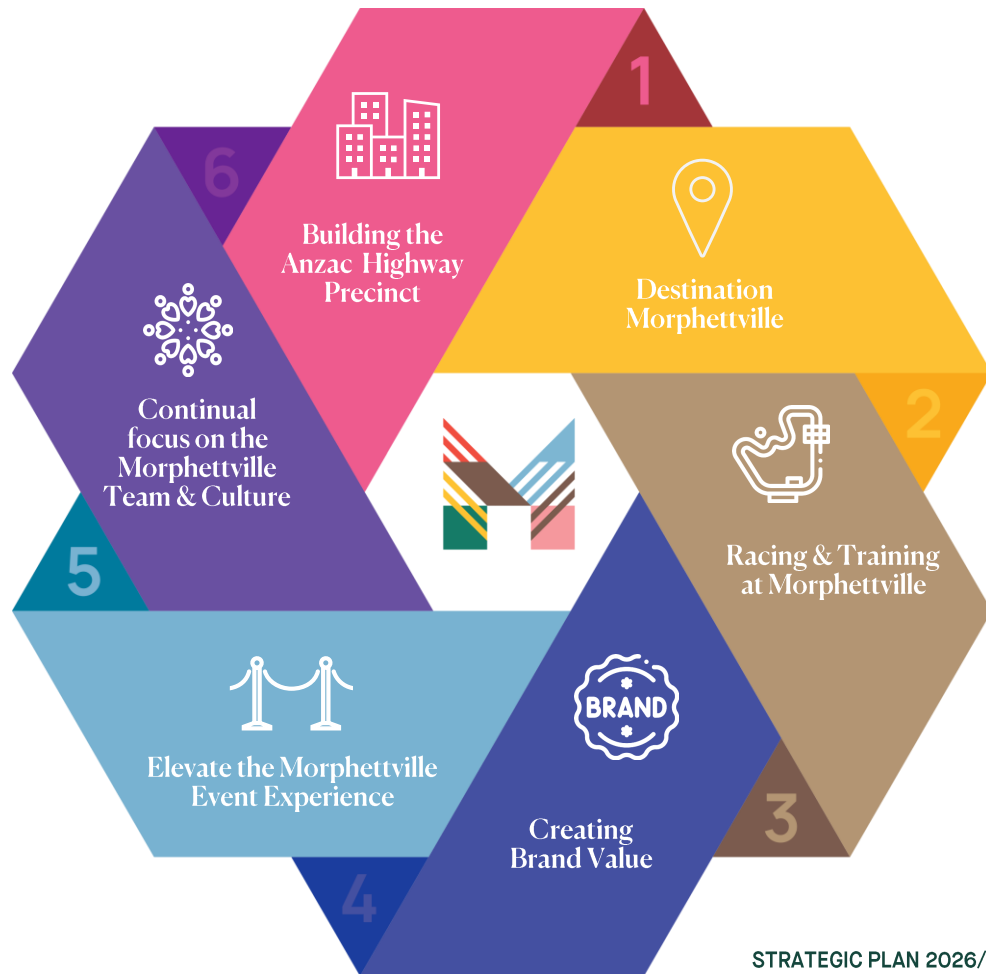 1
Building the
Anzac Highway
Precinct
2
Destination
Morphettville
3
Racing & Training
at Morphettville
4
BRAND
Creating
Brand Value
5
Elevate the Morphettville
Event Experience
6
Continual
focus on the
Morphettville
Team & Culture
STRATEGIC PLAN 2026/